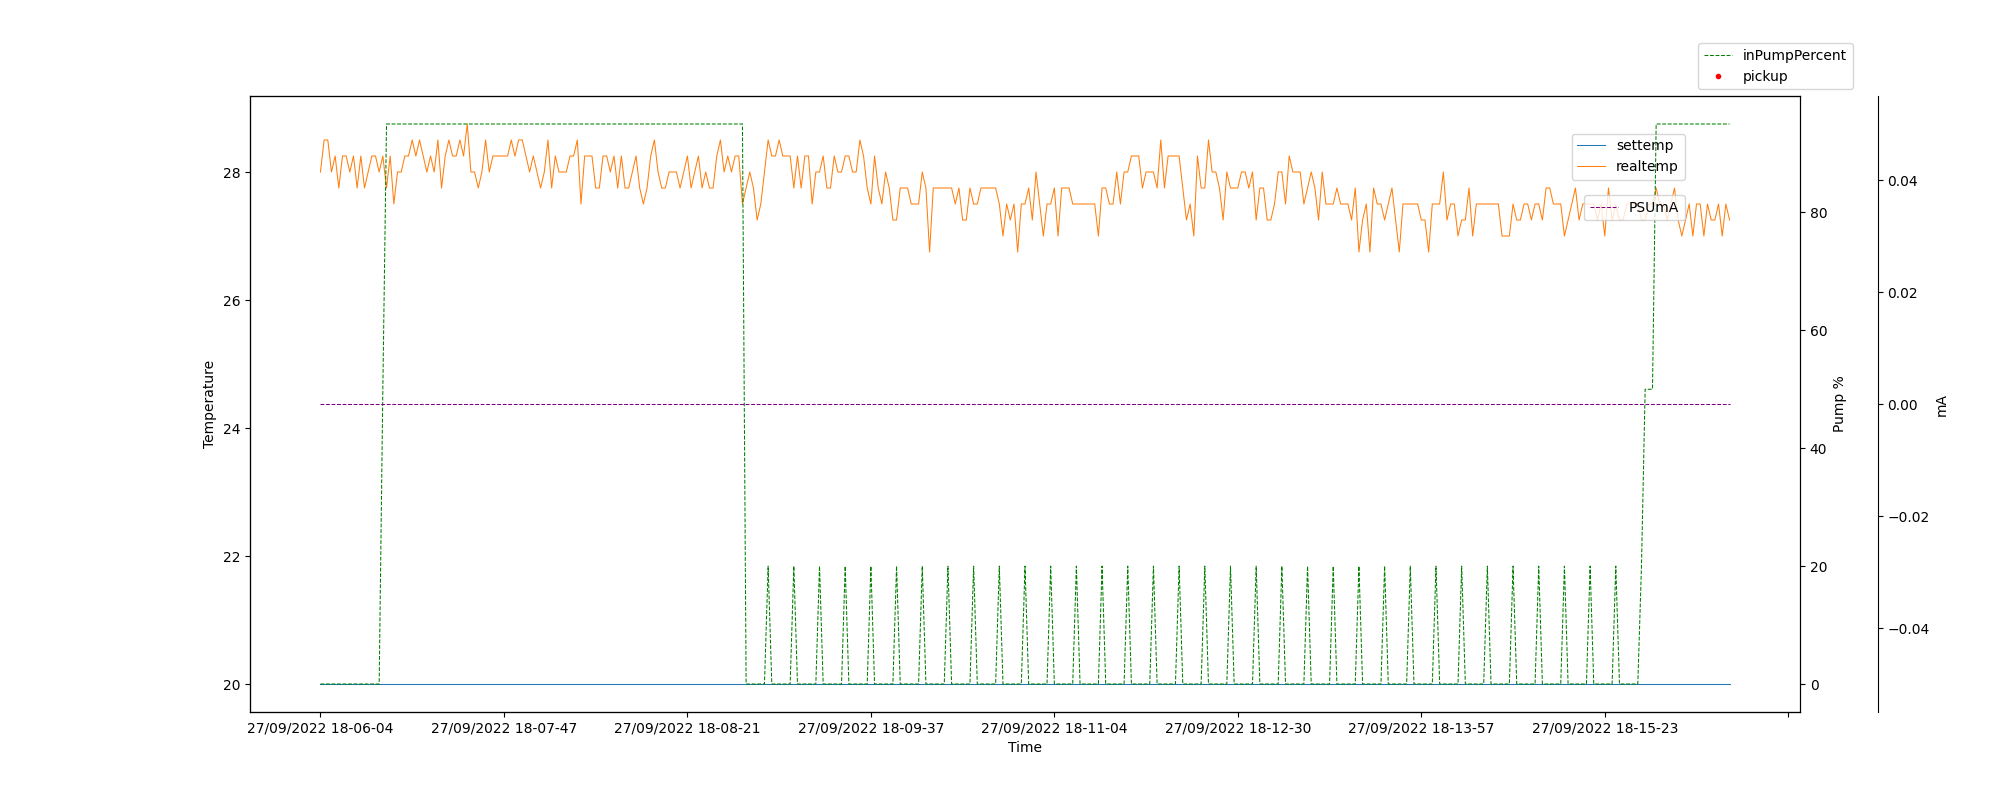 inPumpPercent
pickup
settemp
realtemp
PSUmA
28
26
24
22
20
Temperature
80
60
40
20
0
Pump %
0.04
0.02
0.00
−0.02
−0.04
mA
27/09/2022 18-06-04
27/09/2022 18-07-47
27/09/2022 18-08-21
27/09/2022 18-09-37
27/09/2022 18-11-04
27/09/2022 18-12-30
27/09/2022 18-13-57
27/09/2022 18-15-23
Time